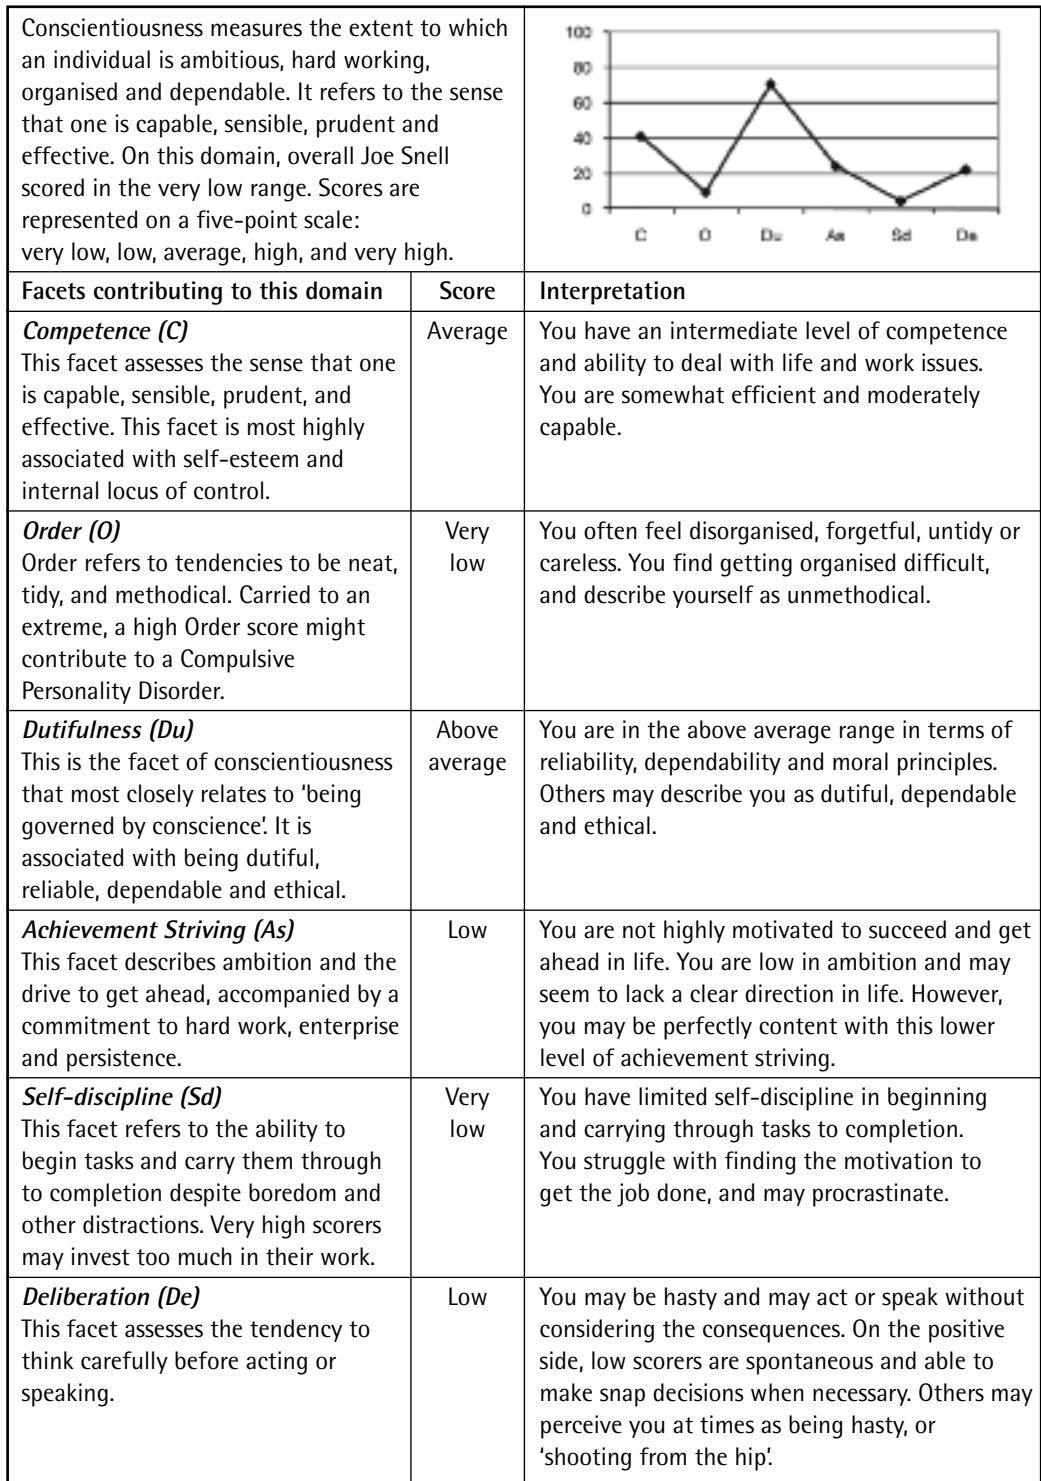 Conscientiousness measures the extent to which
an individual is ambitious, hard working,
organised and dependable. It refers to the sense
that one is capable, sensible, prudent and
effective. On this domain, overall Joe Snell
scored in the very low range. Scores are
represented on a five-point scale:
very low, low, average, high, and very high.
100
80
60
40
20
0
C O Du As Sd De
Facets contributing to this domain Score Interpretation
Competence (C)
This facet assesses the sense that one
is capable, sensible, prudent, and
effective. This facet is most highly
associated with self-esteem and
internal locus of control.
Average
You have an intermediate level of competence
and ability to deal with life and work issues.
You are somewhat efficient and moderately
capable.
Order (O)
Order refers to tendencies to be neat,
tidy, and methodical. Carried to an
extreme, a high Order score might
contribute to a Compulsive
Personality Disorder.
Very
low
You often feel disorganised, forgetful, untidy or
careless. You find getting organised difficult,
and describe yourself as unmethodical.
Dutifulness (Du)
This is the facet of conscientiousness
that most closely relates to ‘being
governed by conscience’. It is
associated with being dutiful,
reliable, dependable and ethical.
Above
average
You are in the above average range in terms of
reliability, dependability and moral principles.
Others may describe you as dutiful, dependable
and ethical.
Achievement Striving (As)
This facet describes ambition and the
drive to get ahead, accompanied by a
commitment to hard work, enterprise
and persistence.
Low
You are not highly motivated to succeed and get
ahead in life. You are low in ambition and may
seem to lack a clear direction in life. However,
you may be perfectly content with this lower
level of achievement striving.
Self-discipline (Sd)
This facet refers to the ability to
begin tasks and carry them through
to completion despite boredom and
other distractions. Very high scorers
may invest too much in their work.
Very
low
You have limited self-discipline in beginning
and carrying through tasks to completion.
You struggle with finding the motivation to
get the job done, and may procrastinate.
Deliberation (De)
This facet assesses the tendency to
think carefully before acting or
speaking.
Low
You may be hasty and may act or speak without
considering the consequences. On the positive
side, low scorers are spontaneous and able to
make snap decisions when necessary. Others may
perceive you at times as being hasty, or
‘shooting from the hip’.